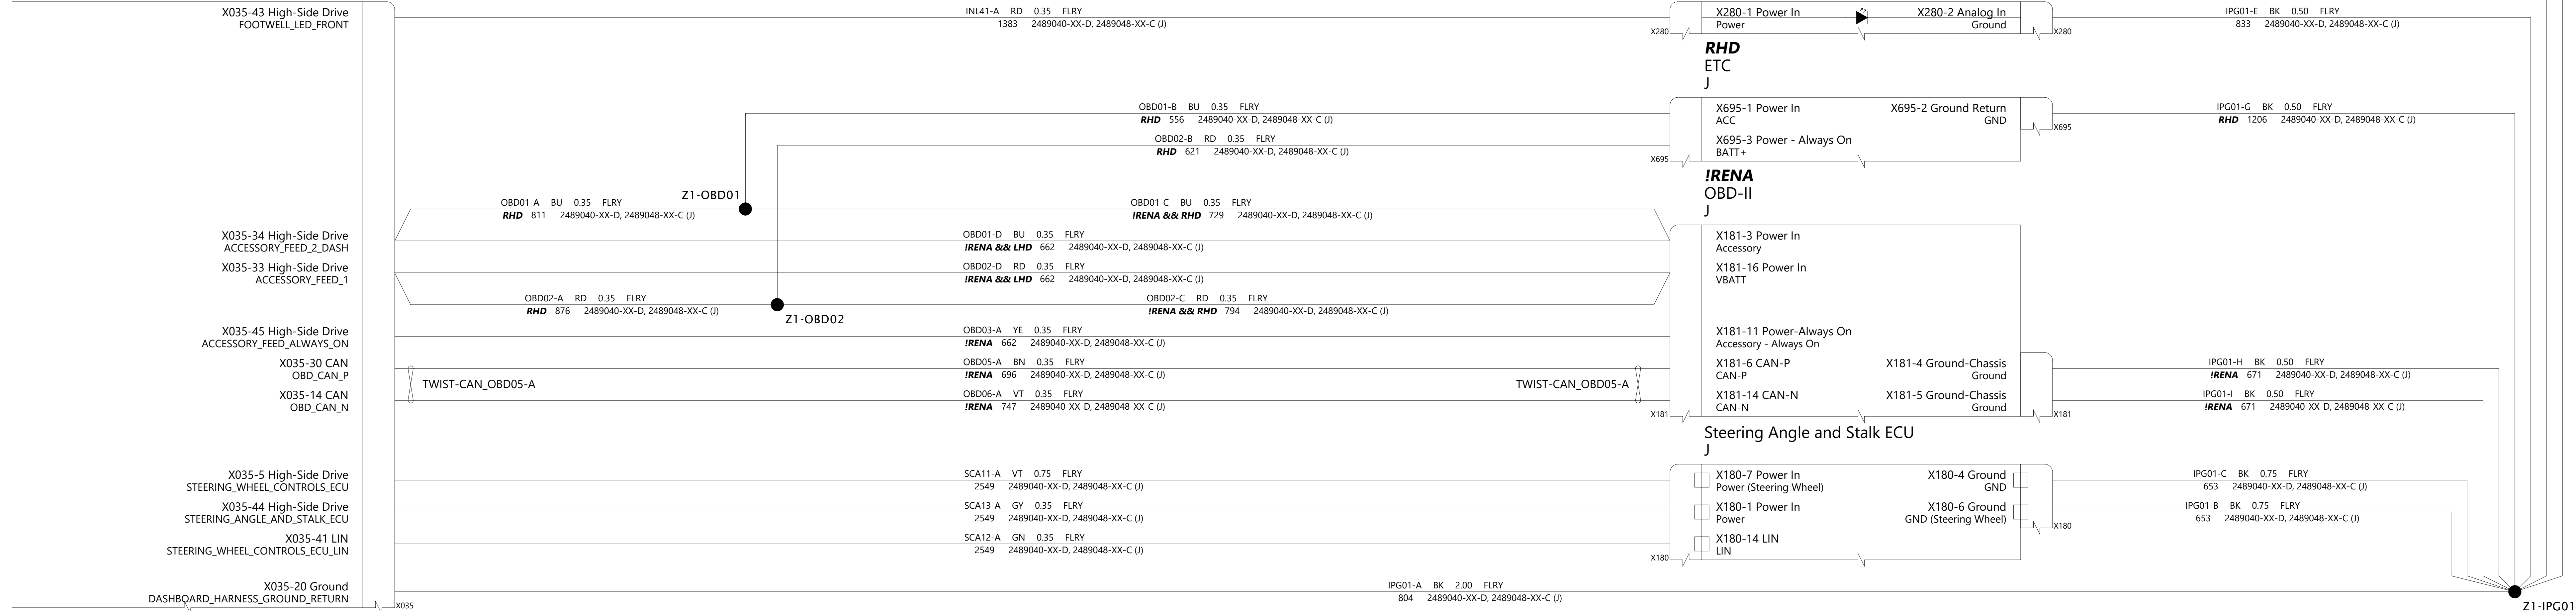 X035-43 High-Side Drive
FOOTWELL_LED_FRONT
INL41-A RD 0.35 FLRY
1383 2489040-XX-D, 2489048-XX-C (J)
X280
X280-1 Power In
Power
X280-2 Analog In
Ground
X280
IPG01-E BK 0.50 FLRY
833 2489040-XX-D, 2489048-XX-C (J)
RHD
ETC
J
OBD01-B BU 0.35 FLRY
RHD 556 2489040-XX-D, 2489048-XX-C (J)
OBD02-B RD 0.35 FLRY
RHD 621 2489040-XX-D, 2489048-XX-C (J)
X695
X695-1 Power In
ACC
X695-3 Power - Always On
BATT+
X695-2 Ground Return
GND
X695
IPG01-G BK 0.50 FLRY
RHD 1206 2489040-XX-D, 2489048-XX-C (J)
!RENA
OBD-II
J
Z1-OBD01
OBD01-A BU 0.35 FLRY
RHD 811 2489040-XX-D, 2489048-XX-C (J)
OBD01-C BU 0.35 FLRY
!RENA && RHD 729 2489040-XX-D, 2489048-XX-C (J)
X035-34 High-Side Drive
ACCESSORY_FEED_2_DASH
OBD01-D BU 0.35 FLRY
!RENA && LHD 662 2489040-XX-D, 2489048-XX-C (J)
X181-3 Power In
Accessory
X035-33 High-Side Drive
ACCESSORY_FEED_1
OBD02-D RD 0.35 FLRY
!RENA && LHD 662 2489040-XX-D, 2489048-XX-C (J)
X181-16 Power In
VBATT
OBD02-A RD 0.35 FLRY
RHD 876 2489040-XX-D, 2489048-XX-C (J)
Z1-OBD02
OBD02-C RD 0.35 FLRY
!RENA && RHD 794 2489040-XX-D, 2489048-XX-C (J)
X035-45 High-Side Drive
ACCESSORY_FEED_ALWAYS_ON
OBD03-A YE 0.35 FLRY
!RENA 662 2489040-XX-D, 2489048-XX-C (J)
X181-11 Power-Always On
Accessory - Always On
X035-30 CAN
OBD_CAN_P
TWIST-CAN_OBD05-A
OBD05-A BN 0.35 FLRY
!RENA 696 2489040-XX-D, 2489048-XX-C (J)
TWIST-CAN_OBD05-A
X181-6 CAN-P
CAN-P
X181-4 Ground-Chassis
Ground
IPG01-H BK 0.50 FLRY
!RENA 671 2489040-XX-D, 2489048-XX-C (J)
X035-14 CAN
OBD_CAN_N
OBD06-A VT 0.35 FLRY
!RENA 747 2489040-XX-D, 2489048-XX-C (J)
X181
X181-14 CAN-N
CAN-N
X181-5 Ground-Chassis
Ground
X181
IPG01-I BK 0.50 FLRY
!RENA 671 2489040-XX-D, 2489048-XX-C (J)
Steering Angle and Stalk ECU
J
X035-5 High-Side Drive
STEERING_WHEEL_CONTROLS_ECU
SCA11-A VT 0.75 FLRY
2549 2489040-XX-D, 2489048-XX-C (J)
X180-7 Power In
Power (Steering Wheel)
X180-4 Ground
GND
IPG01-C BK 0.75 FLRY
653 2489040-XX-D, 2489048-XX-C (J)
X035-44 High-Side Drive
STEERING_ANGLE_AND_STALK_ECU
SCA13-A GY 0.35 FLRY
2549 2489040-XX-D, 2489048-XX-C (J)
X180-1 Power In
Power
X180-6 Ground
GND (Steering Wheel)
X180
IPG01-B BK 0.75 FLRY
653 2489040-XX-D, 2489048-XX-C (J)
X035-41 LIN
STEERING_WHEEL_CONTROLS_ECU_LIN
SCA12-A GN 0.35 FLRY
2549 2489040-XX-D, 2489048-XX-C (J)
X180
X180-14 LIN
LIN
X035-20 Ground
DASHBOARD_HARNESS_GROUND_RETURN
X035
IPG01-A BK 2.00 FLRY
804 2489040-XX-D, 2489048-XX-C (J)
Z1-IPG01